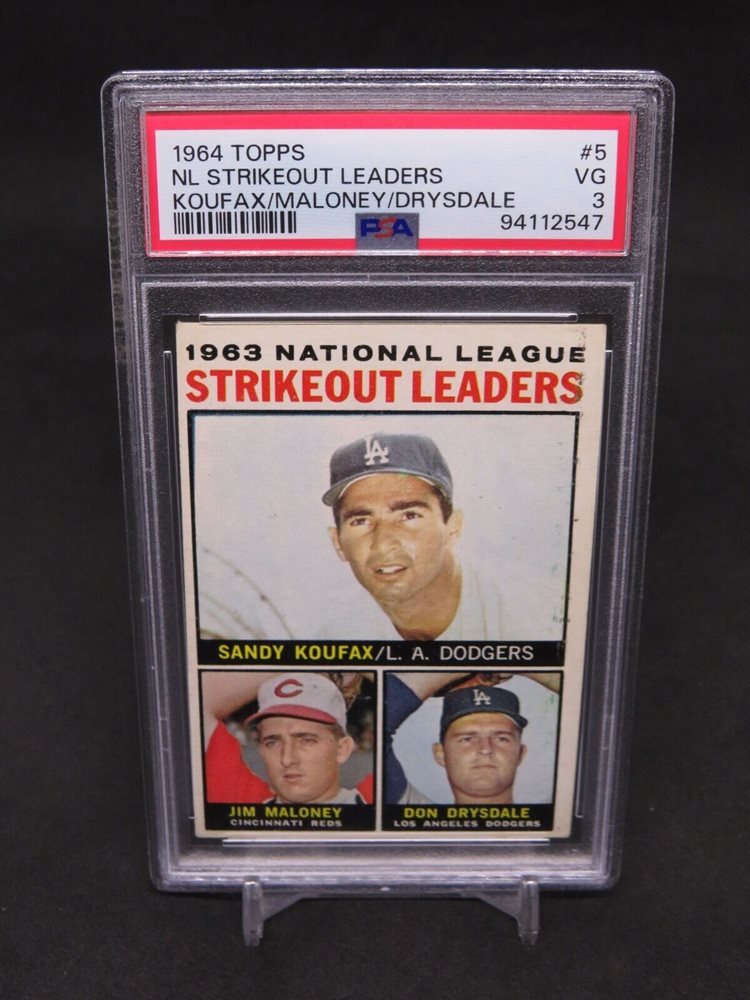 1964 TOPPS #5
NL STRIKEOUT LEADERS VG
KOUFAX/MALONEY/DRYSDALE 3
PSA 94112547
1963 NATIONAL LEAGUE
STRIKEOUT LEADERS
LA
SANDY KOUFAX/L. A. DODGERS
C LA
JIM MALONEY DON DRYSDALE
CINCINNATI REDS LOS ANGELES DODGERS